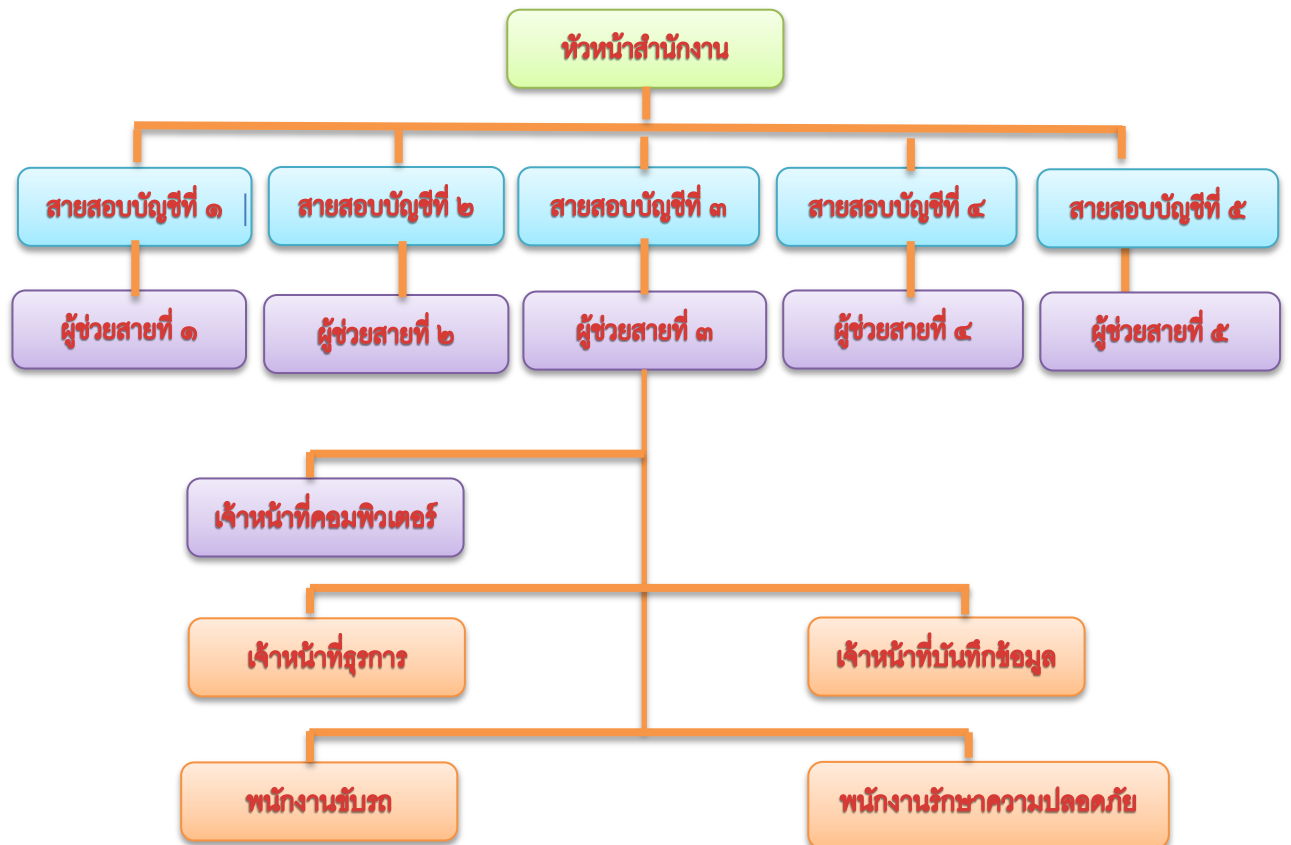 หัวหน้าสำนักงาน
สายสอบบัญชีที่ ๑
สายสอบบัญชีที่ ๒
สายสอบบัญชีที่ ๓
สายสอบบัญชีที่ ๔
สายสอบบัญชีที่ ๕
ผู้ช่วยสายที่ ๑
ผู้ช่วยสายที่ ๒
ผู้ช่วยสายที่ ๓
ผู้ช่วยสายที่ ๔
ผู้ช่วยสายที่ ๕
เจ้าหน้าที่คอมพิวเตอร์
เจ้าหน้าที่ธุรการ
เจ้าหน้าที่บันทึกข้อมูล
พนักงานขับรถ
พนักงานรักษาความปลอดภัย